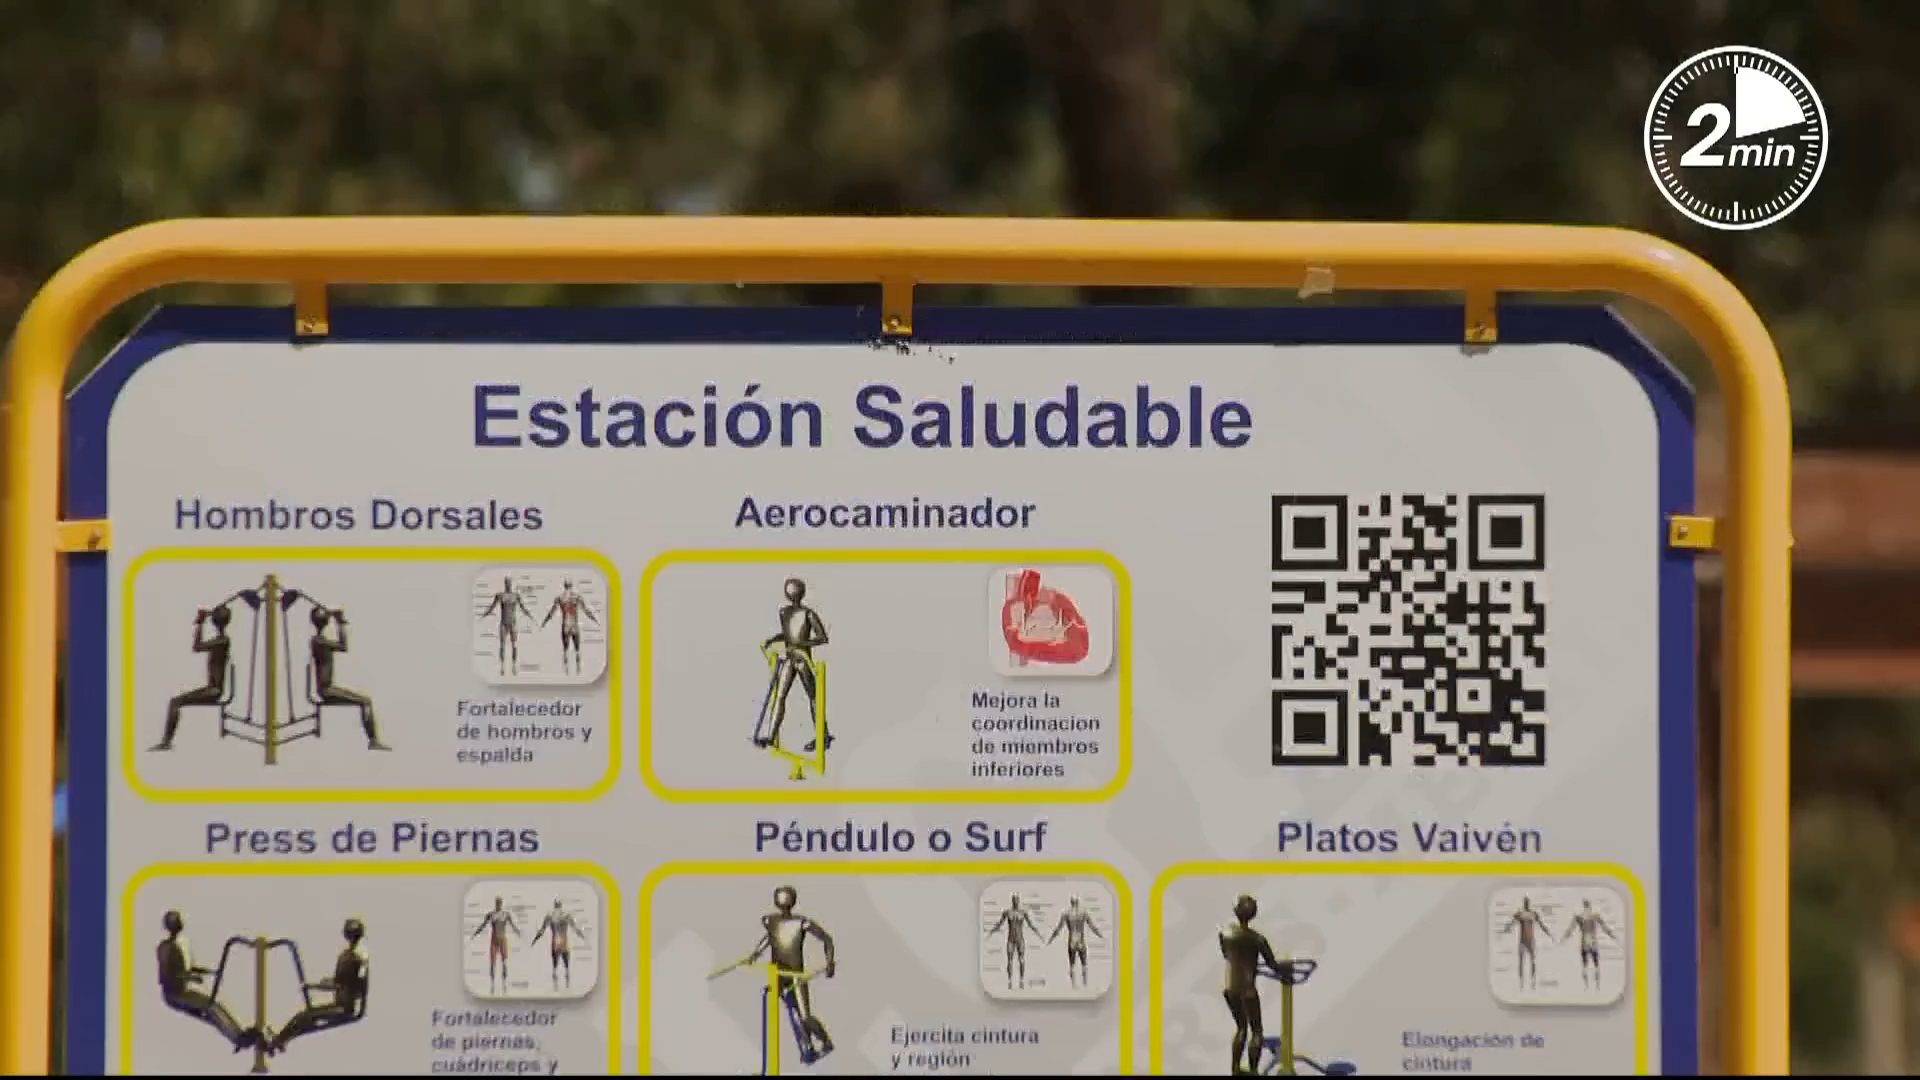 2min
Estación Saludable
Hombros Dorsales
Aerocaminador
Fortalecedor
de hombros y
espalda
Mejora la
coordinacion
de miembros
inferiores
Press de Piernas
Péndulo o Surf
Platos Vaivén
Fortalecedor
de piernas,
cuádriceps y
Ejercita cintura
y región
Elongación de
cintura